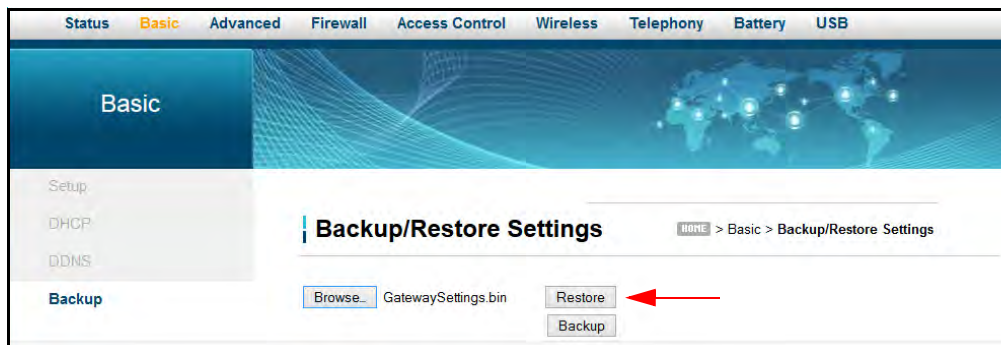 Status Basic Advanced Firewall Access Control Wireless Telephony Battery USB
Basic
Setup
DHCP
DDNS
Backup
Backup/Restore Settings
HOME > Basic > Backup/Restore Settings
Browse_ GatewaySettings.bin Restore
Backup